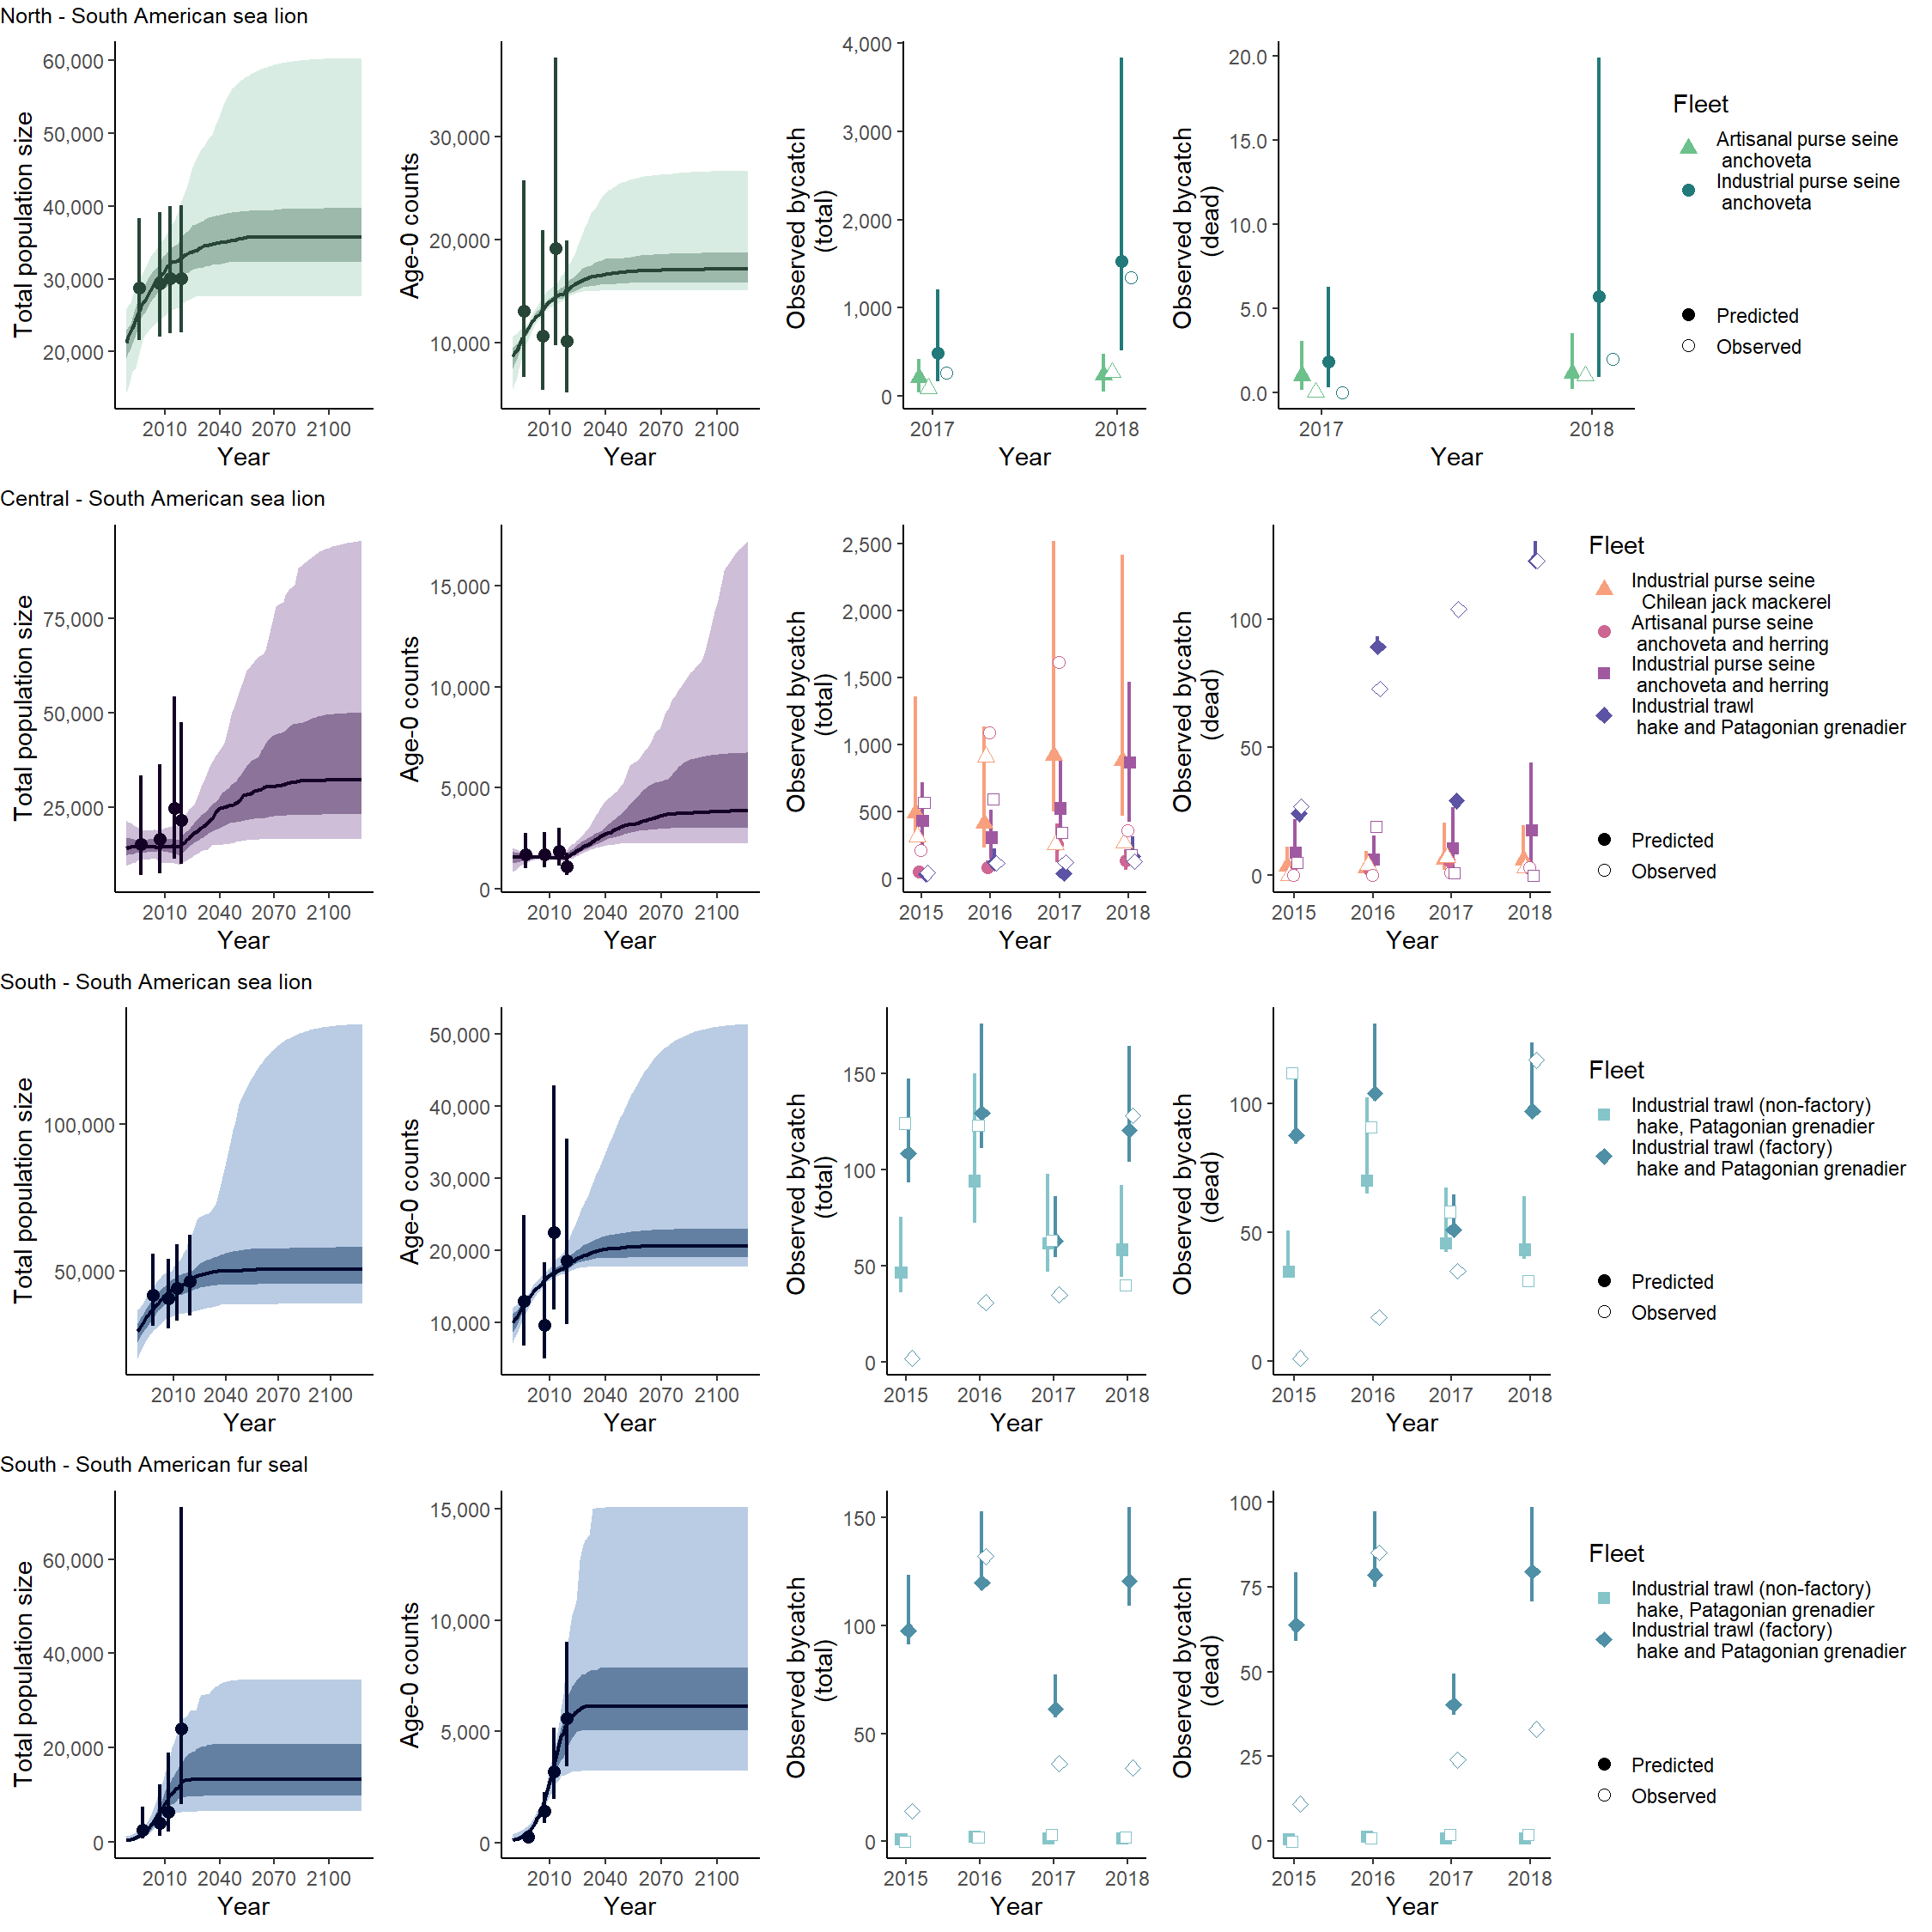 North - South American sea lion
Total population size
60,000
50,000
40,000
30,000
20,000
2010 2040 2070 2100
Year
Age-0 counts
30,000
20,000
10,000
2010 2040 2070 2100
Year
Observed bycatch
(total)
4,000
3,000
2,000
1,000
0
2017 2018
Year
Observed bycatch
(dead)
20.0
15.0
10.0
5.0
0.0
2017 2018
Year
Fleet
Artisanal purse seine
anchoveta
Industrial purse seine
anchoveta
Predicted
Observed
Central - South American sea lion
Total population size
75,000
50,000
25,000
2010 2040 2070 2100
Year
Age-0 counts
15,000
10,000
5,000
0
2010 2040 2070 2100
Year
Observed bycatch
(total)
2,500
2,000
1,500
1,000
500
0
2015 2016 2017 2018
Year
Observed bycatch
(dead)
100
50
0
2015 2016 2017 2018
Year
Fleet
Industrial purse seine
Chilean jack mackerel
Artisanal purse seine
anchoveta and herring
Industrial purse seine
anchoveta and herring
Industrial trawl
hake and Patagonian grenadier
Predicted
Observed
South - South American sea lion
Total population size
100,000
50,000
2010 2040 2070 2100
Year
Age-0 counts
50,000
40,000
30,000
20,000
10,000
2010 2040 2070 2100
Year
Observed bycatch
(total)
150
100
50
0
2015 2016 2017 2018
Year
Observed bycatch
(dead)
100
50
0
2015 2016 2017 2018
Year
Fleet
Industrial trawl (non-factory)
hake, Patagonian grenadier
Industrial trawl (factory)
hake and Patagonian grenadier
Predicted
Observed
South - South American fur seal
Total population size
60,000
40,000
20,000
0
2010 2040 2070 2100
Year
Age-0 counts
15,000
10,000
5,000
0
2010 2040 2070 2100
Year
Observed bycatch
(total)
150
100
50
0
2015 2016 2017 2018
Year
Observed bycatch
(dead)
100
75
50
25
0
2015 2016 2017 2018
Year
Fleet
Industrial trawl (non-factory)
hake, Patagonian grenadier
Industrial trawl (factory)
hake and Patagonian grenadier
Predicted
Observed